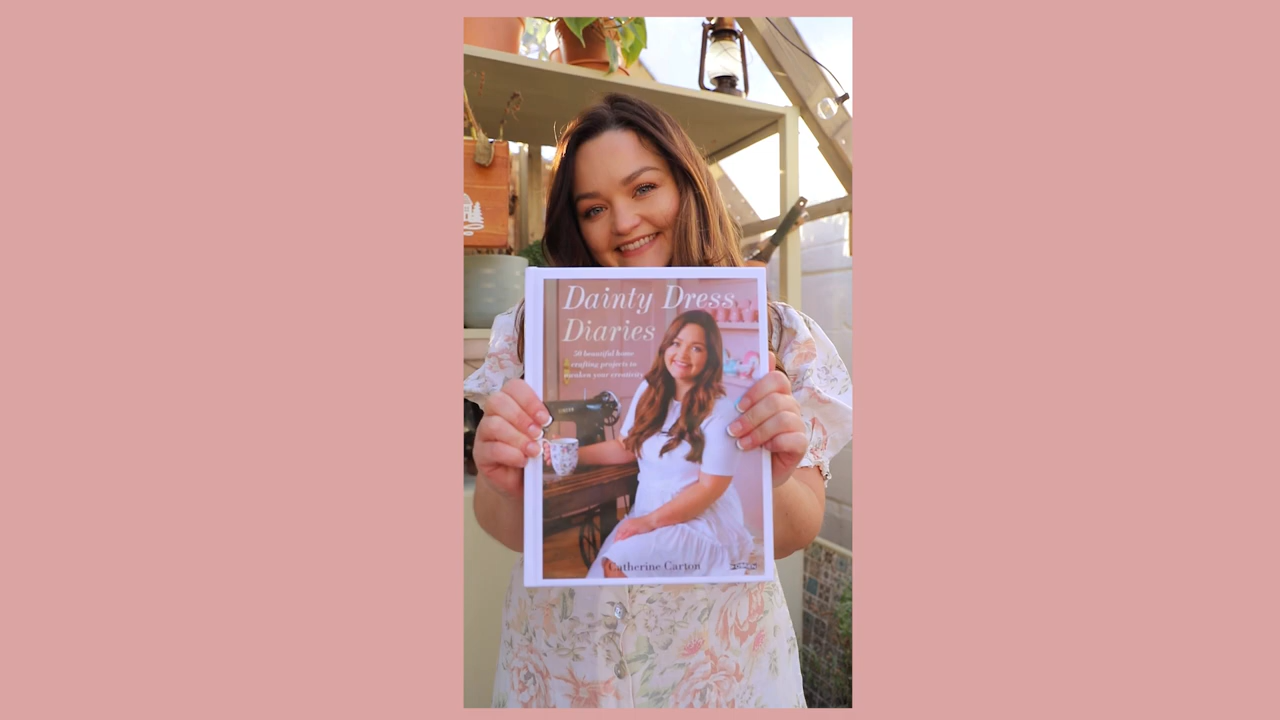 Dainty Dress
Diaries
50 beautiful home
crafting projects to
awaken your creativity
Catherine Carton